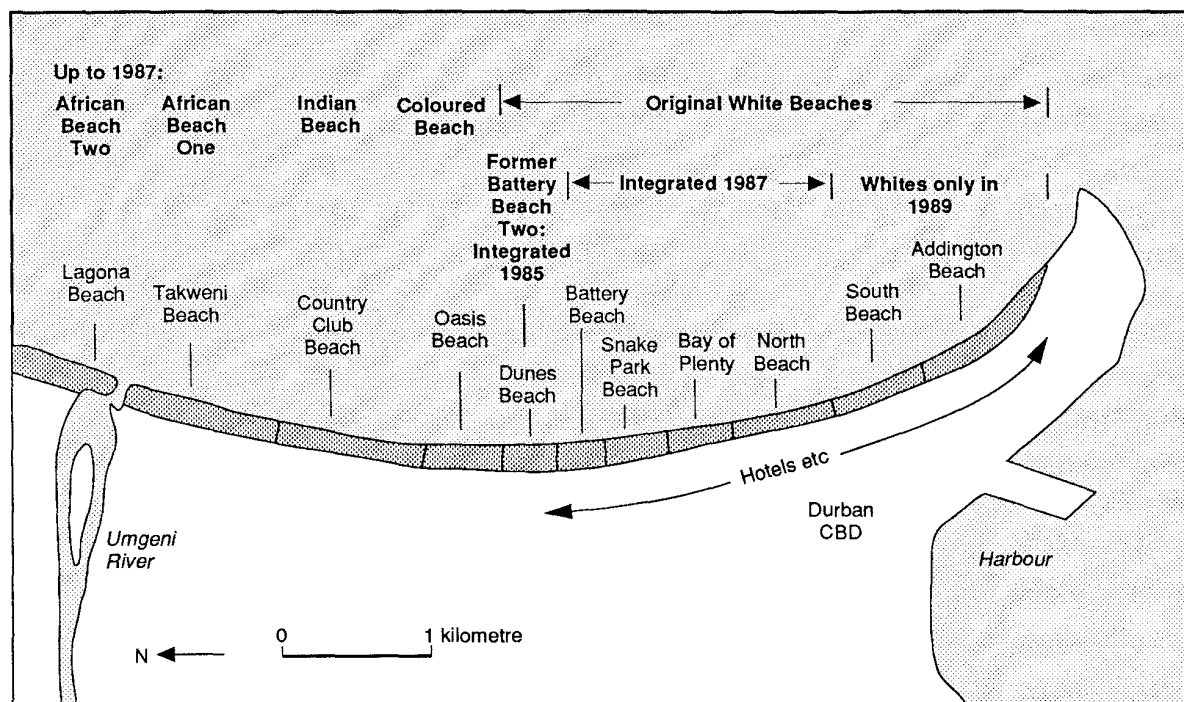 Up to 1987:
African
Beach
Two
African
Beach
One
Indian
Beach
Coloured
Beach
Original White Beaches
Former
Battery
Beach
Two:
Integrated
1985
Integrated 1987
Whites only in
1989
Lagona
Beach
Takweni
Beach
Country
Club
Beach
Oasis
Beach
Dunes
Beach
Battery
Beach
Snake
Park
Beach
Bay of
Plenty
North
Beach
South
Beach
Addington
Beach
Hotels etc
Durban
CBD
Umgeni
River
Harbour
0
1 kilometre
N